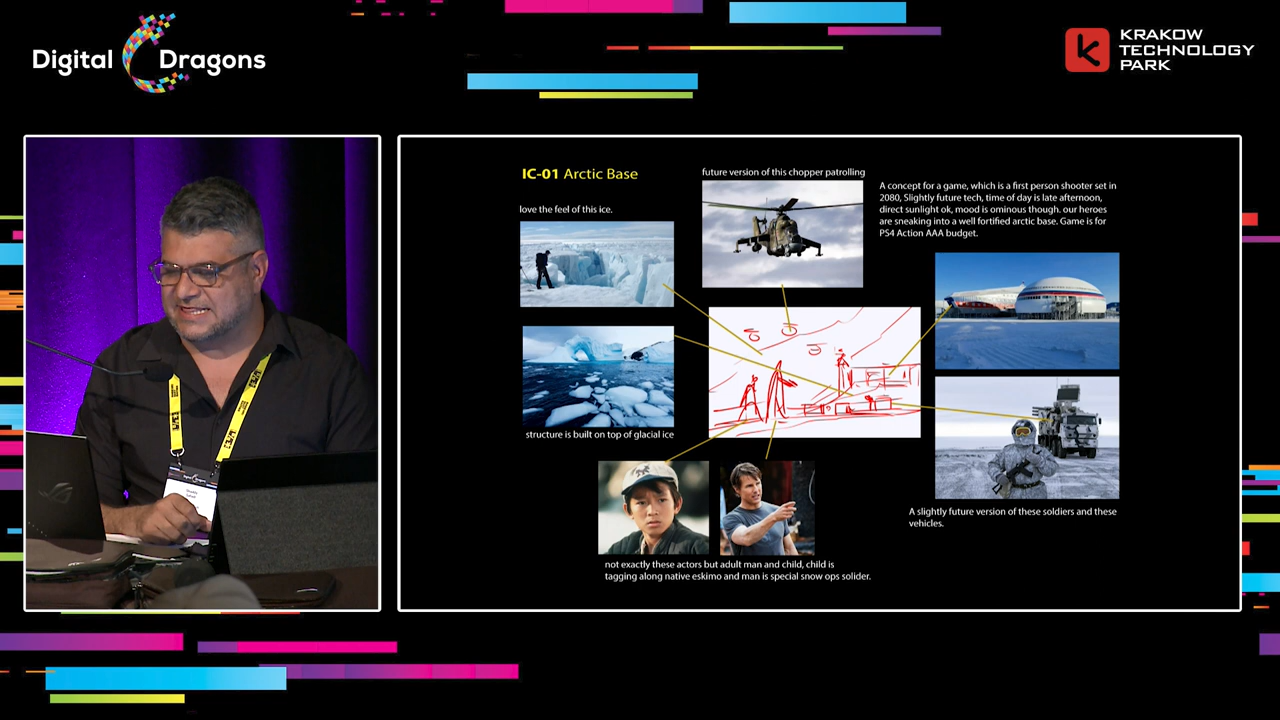 Digital Dragons
KRAKOW
TECHNOLOGY
PARK
IC-01 Arctic Base
future version of this chopper patrolling
love the feel of this ice.
A concept for a game, which is a first person shooter set in
2080, Slightly future tech, time of day is late afternoon,
direct sunlight ok, mood is ominous though. our heroes
are sneaking into a well fortified arctic base. Game is for
PS4 Action AAA budget.
structure is built on top of glacial ice
A slightly future version of these soldiers and these
vehicles.
not exactly these actors but adult man and child, child is
tagging along native eskimo and man is special snow ops solider.